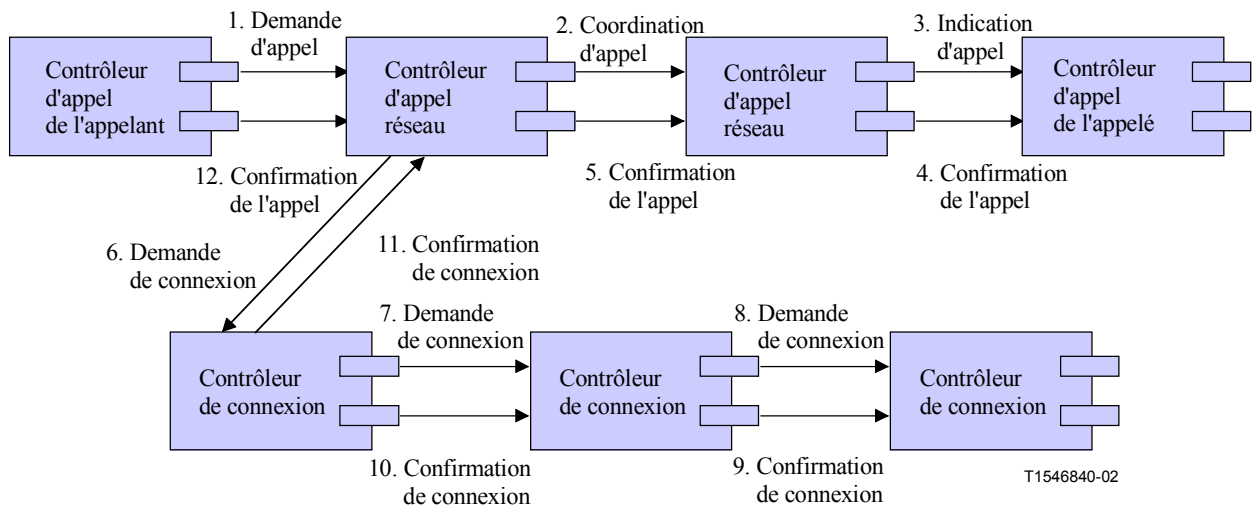 1. Demande
d'appel
2. Coordination
d'appel
3. Indication
d'appel
Contrôleur
d'appel
de l'appelant
Contrôleur
d'appel
réseau
Contrôleur
d'appel
réseau
Contrôleur
d'appel
de l'appelé
12. Confirmation
de l'appel
5. Confirmation
de l'appel
4. Confirmation
de l'appel
6. Demande
de connexion
11. Confirmation
de connexion
7. Demande
de connexion
8. Demande
de connexion
Contrôleur
de connexion
Contrôleur
de connexion
Contrôleur
de connexion
10. Confirmation
de connexion
9. Confirmation
de connexion
T1546840-02